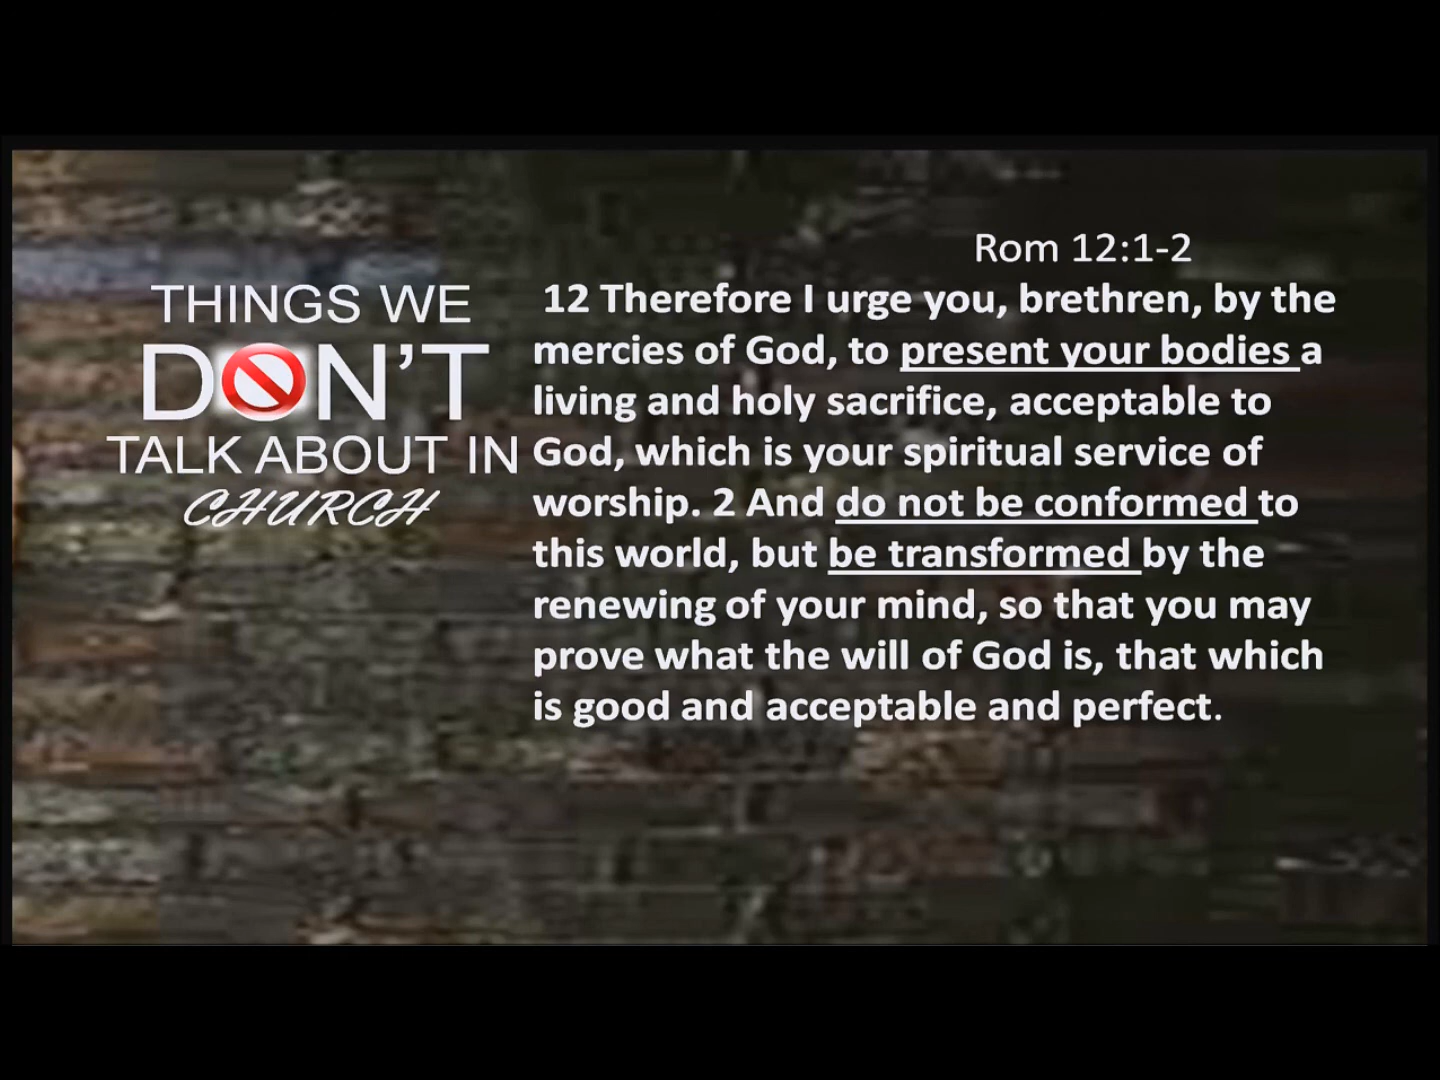 THINGS WE
DON'T
TALK ABOUT IN
CHURCH
Rom 12:1-2
12 Therefore I urge you, brethren, by the
mercies of God, to present your bodies a
living and holy sacrifice, acceptable to
God, which is your spiritual service of
worship. 2 And do not be conformed to
this world, but be transformed by the
renewing of your mind, so that you may
prove what the will of God is, that which
is good and acceptable and perfect.